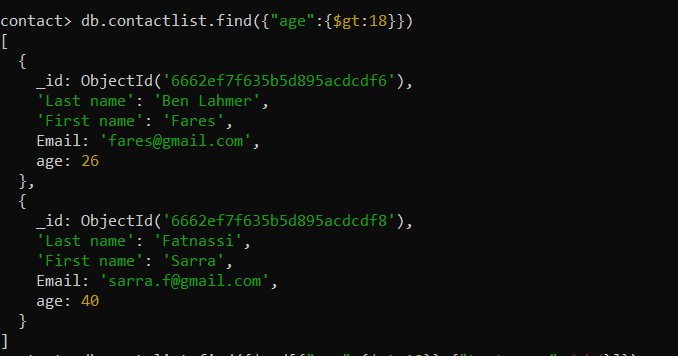 contact> db.contactlist.find({"age":{$gt:18}})
[
  {
    _id: ObjectId('6662ef7f635b5d895acdcdf6'),
    'Last name': 'Ben Lahmer',
    'First name': 'Fares',
    Email: 'fares@gmail.com',
    age: 26
  },
  {
    _id: ObjectId('6662ef7f635b5d895acdcdf8'),
    'Last name': 'Fatnassi',
    'First name': 'Sarra',
    Email: 'sarra.f@gmail.com',
    age: 40
  }
]